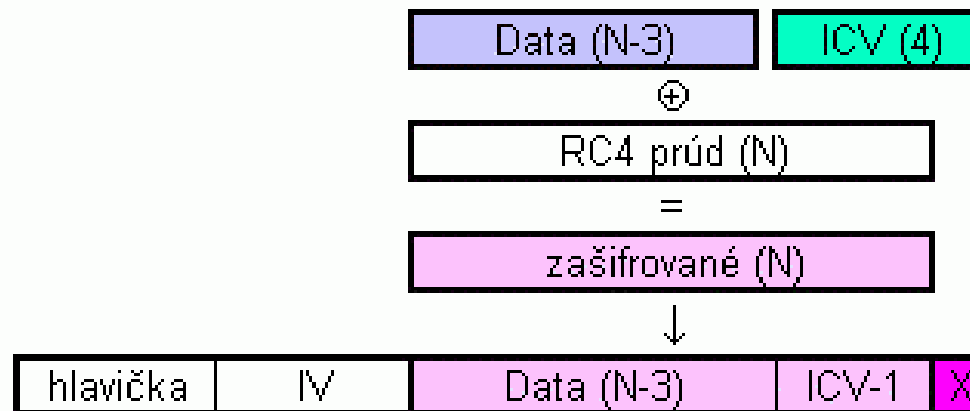 Data (N-3) ICV (4)
⊕
RC4 prúd (N)
=
zašifrované (N)
↓
hlavička IV Data (N-3) ICV-1 X